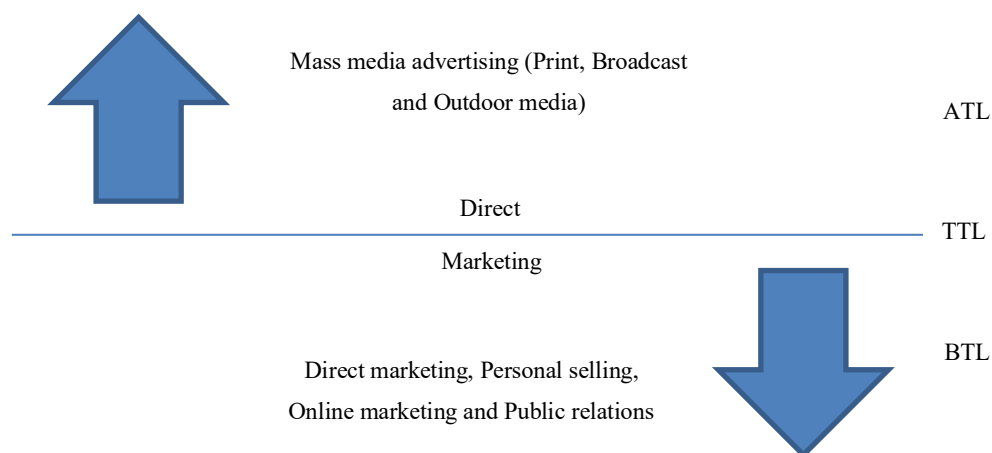 Mass media advertising (Print, Broadcast
and Outdoor media)
ATL
Direct
TTL
Marketing
BTL
Direct marketing, Personal selling,
Online marketing and Public relations